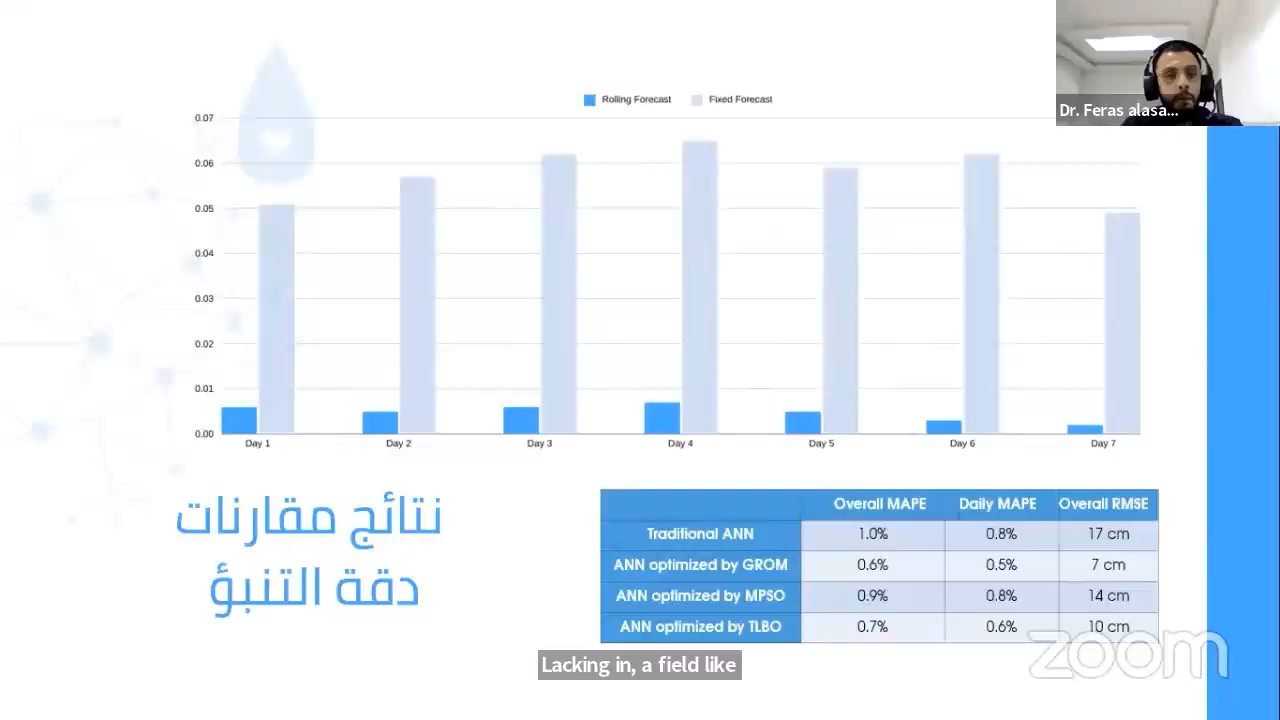 Dr. Feras alasa...
Rolling Forecast Fixed Forecast
0.07
0.06
0.05
0.04
0.03
0.02
0.01
0.00
Day 1 Day 2 Day 3 Day 4 Day 5 Day 6 Day 7
نتائج مقارنات
دقة التنبؤ
Overall MAPE Daily MAPE Overall RMSE
Traditional ANN 1.0% 0.8% 17 cm
ANN optimized by GROM 0.6% 0.5% 7 cm
ANN optimized by MPSO 0.9% 0.8% 14 cm
ANN optimized by TLBO 0.7% 0.6% 10 cm
zoom
Lacking in, a field like